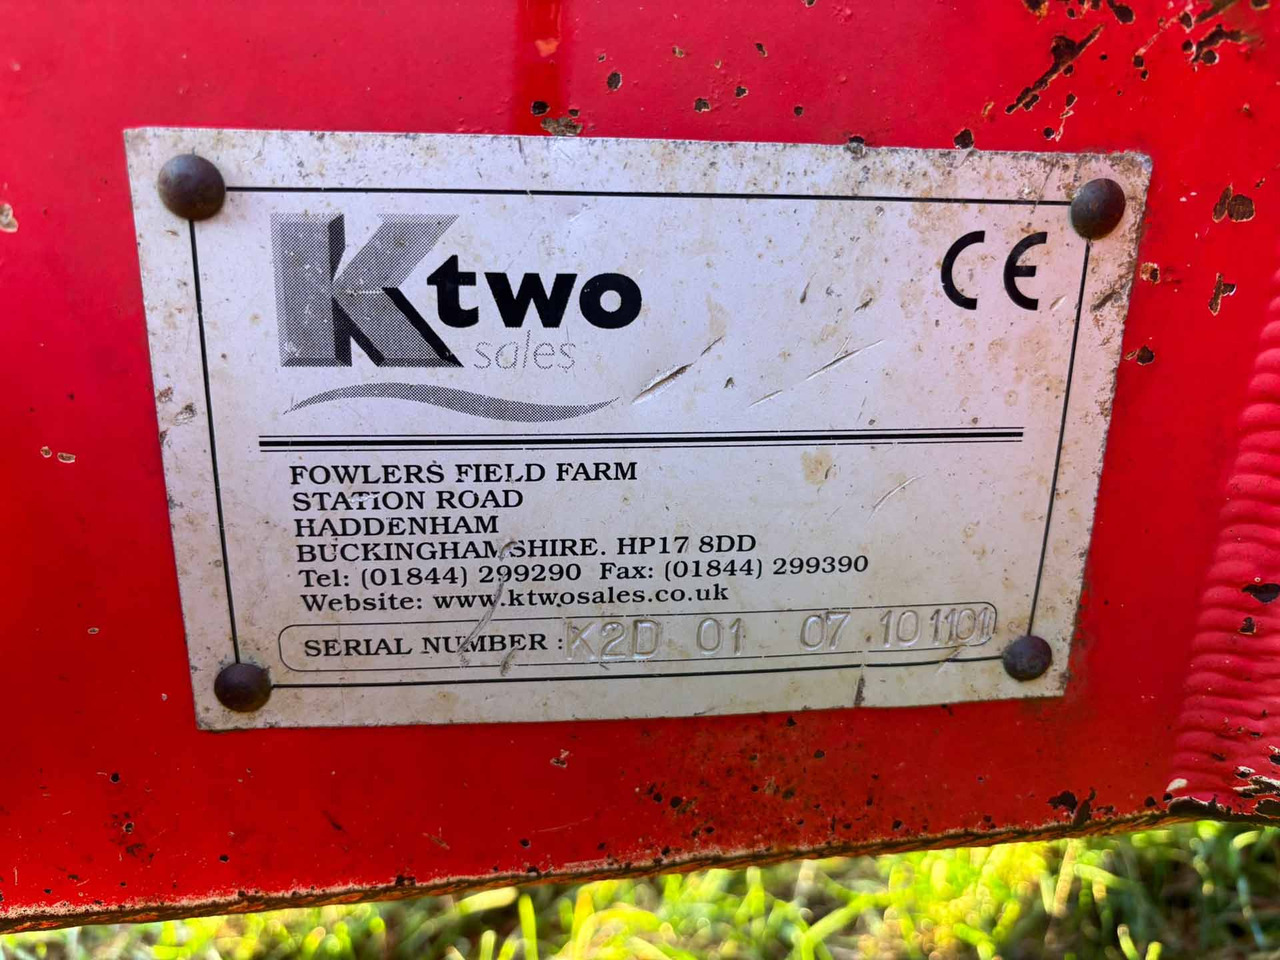 Ktwo
sales
CE
FOWLERS FIELD FARM
STATION ROAD
HADDENHAM
BUCKINGHAMSHIRE. HP17 8DD
Tel: (01844) 299290 Fax: (01844) 299390
Website: www.ktwosales.co.uk
SERIAL NUMBER : K2D 01 07 101101